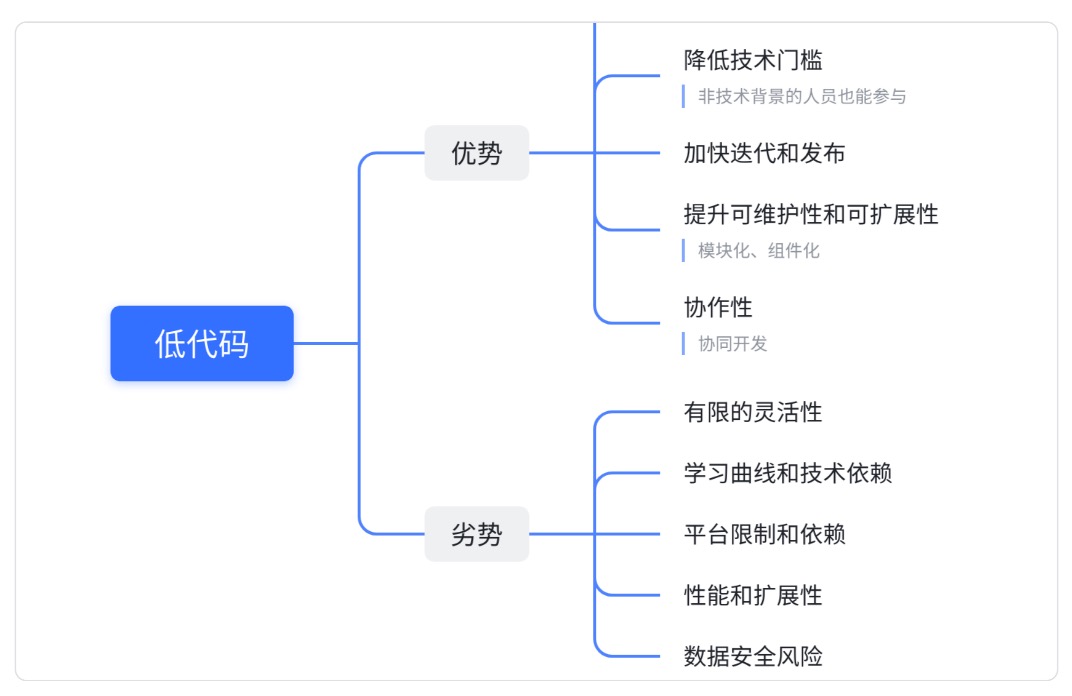 低代码
优势
降低技术门槛
非技术背景的人员也能参与
加快迭代和发布
提升可维护性和可扩展性
模块化、组件化
协作性
协同开发
劣势
有限的灵活性
学习曲线和技术依赖
平台限制和依赖
性能和扩展性
数据安全风险